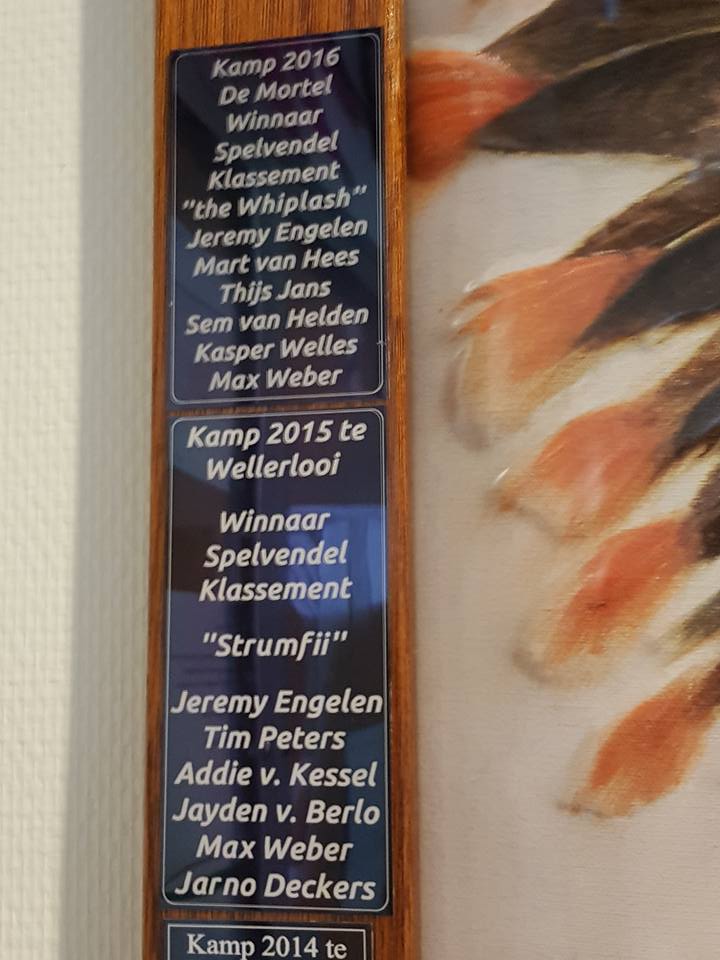 Kamp 2016
De Mortel
Winnaar
Spelvendel
Klassement
"the Whiplash"
Jeremy Engelen
Mart van Hees
Thijs Jans
Sem van Helden
Kasper Welles
Max Weber
Kamp 2015 te
Wellerlooi
Winnaar
Spelvendel
Klassement
"Strumfii"
Jeremy Engelen
Tim Peters
Addie v. Kessel
Jayden v. Berlo
Max Weber
Jarno Deckers
Kamp 2014 te